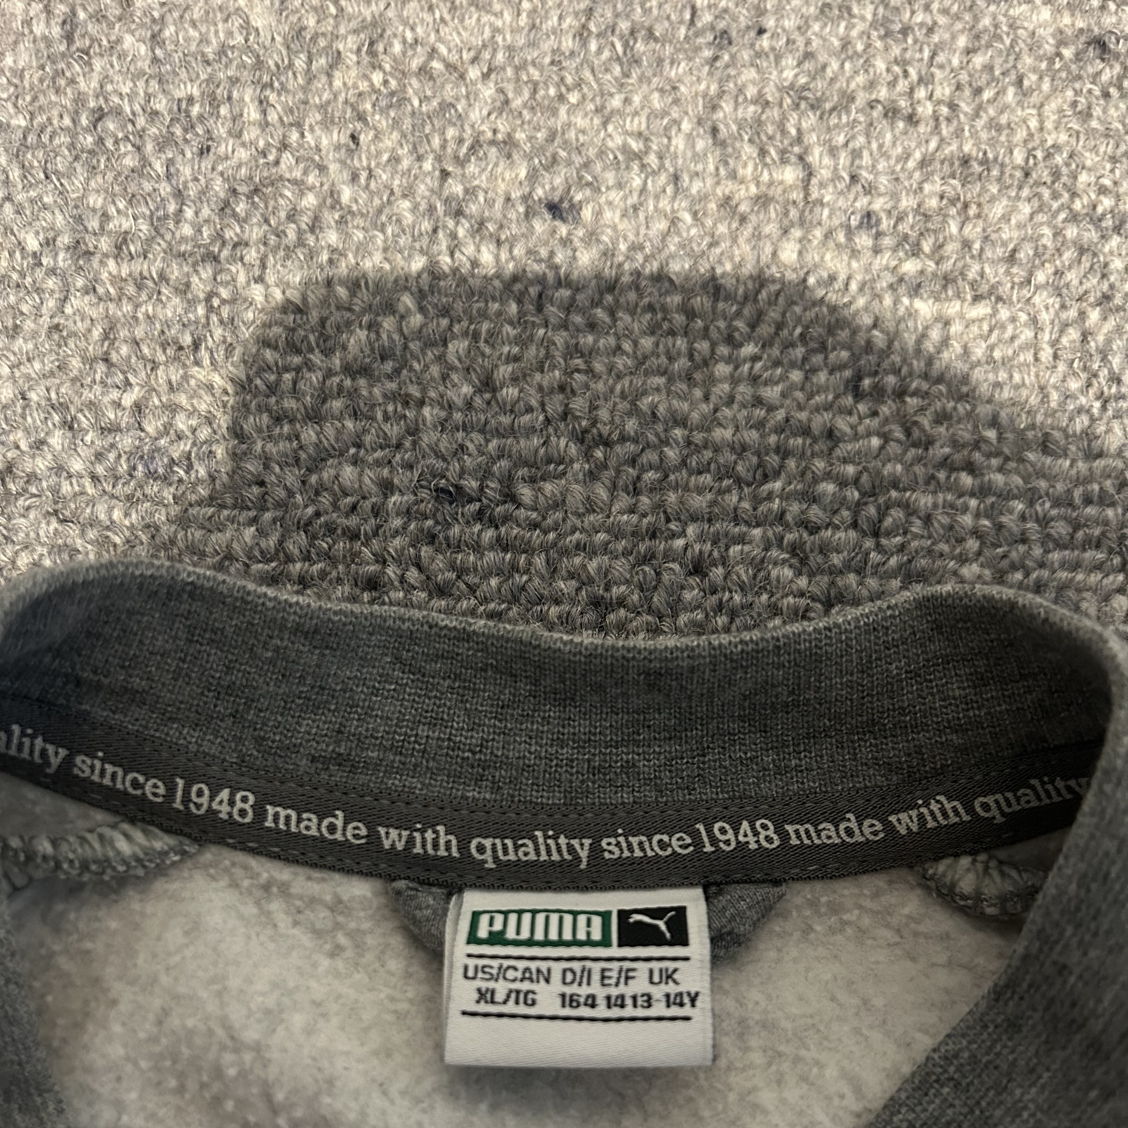 ality since 1948 made with quality since 1948 made with quality
PUMA
US/CAN D/I E/F UK
XL/TG 164 14 13-14Y